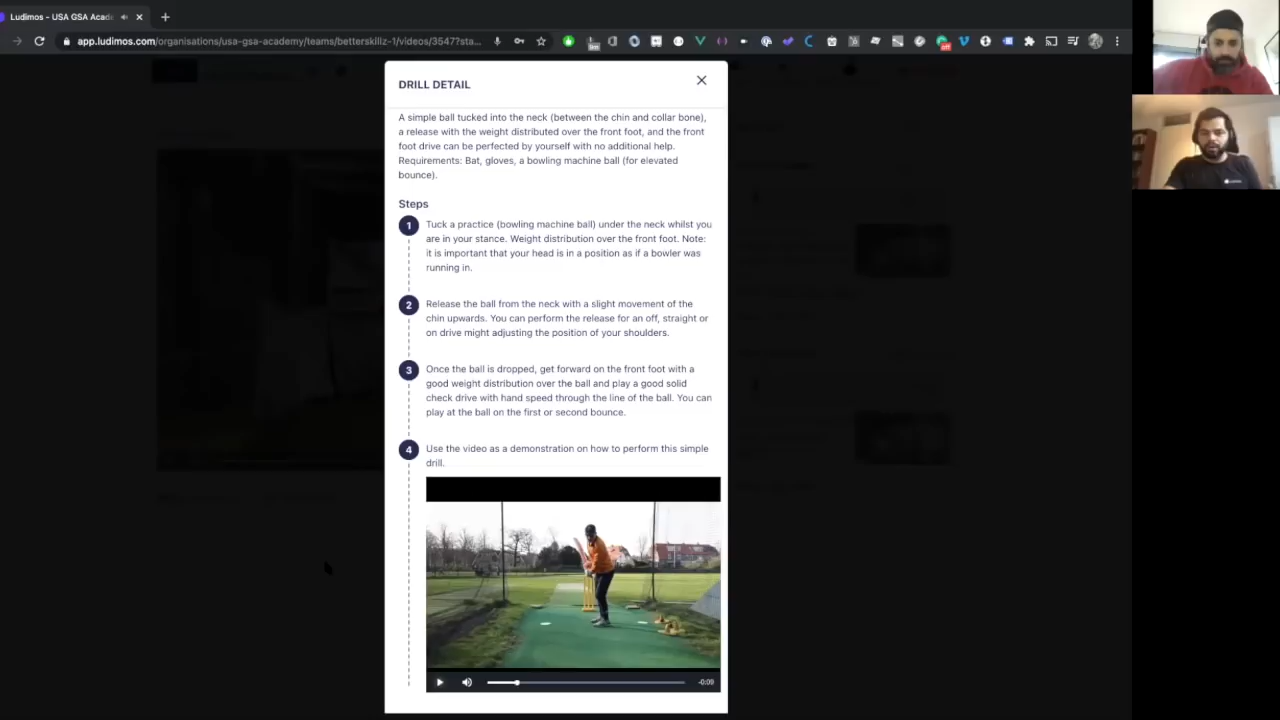 Ludimos - USA GSA Acad
app.ludimos.com/organisations/usa-gsa-academy/teams/betterskillz-1/videos/3547?sta...
DRILL DETAIL
A simple ball tucked into the neck (between the chin and collar bone),
a release with the weight distributed over the front foot, and the front
foot drive can be perfected by yourself with no additional help.
Requirements: Bat, gloves, a bowling machine ball (for elevated
bounce).
Steps
1
Tuck a practice (bowling machine ball) under the neck whilst you
are in your stance. Weight distribution over the front foot. Note:
it is important that your head is in a position as if a bowler was
running in.
2
Release the ball from the neck with a slight movement of the
chin upwards. You can perform the release for an off, straight or
on drive might adjusting the position of your shoulders.
3
Once the ball is dropped, get forward on the front foot with a
good weight distribution over the ball and play a good solid
check drive with hand speed through the line of the ball. You can
play at the ball on the first or second bounce.
4
Use the video as a demonstration on how to perform this simple
drill.
-0:09